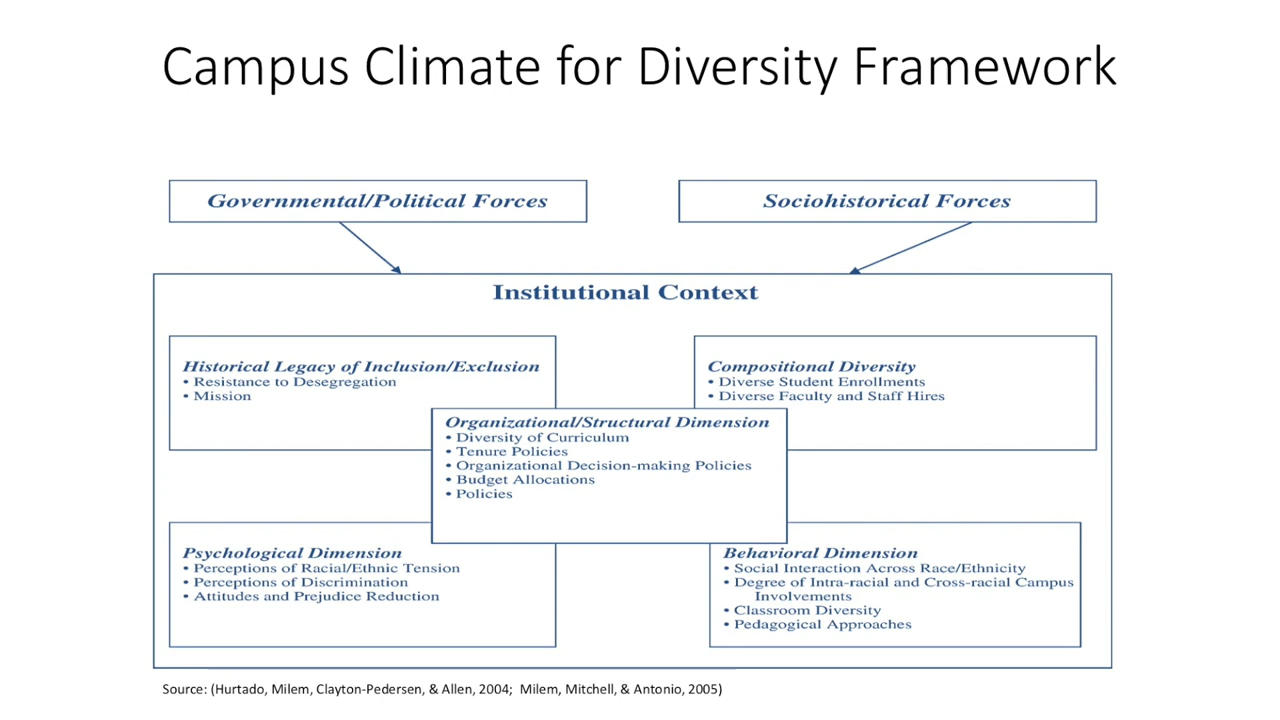 Campus Climate for Diversity Framework
Governmental/Political Forces
Sociohistorical Forces
Institutional Context
Historical Legacy of Inclusion/Exclusion
• Resistance to Desegregation
• Mission
Compositional Diversity
• Diverse Student Enrollments
• Diverse Faculty and Staff Hires
Organizational/Structural Dimension
• Diversity of Curriculum
• Tenure Policies
• Organizational Decision-making Policies
• Budget Allocations
• Policies
Psychological Dimension
• Perceptions of Racial/Ethnic Tension
• Perceptions of Discrimination
• Attitudes and Prejudice Reduction
Behavioral Dimension
• Social Interaction Across Race/Ethnicity
• Degree of Intra-racial and Cross-racial Campus
Involvements
• Classroom Diversity
• Pedagogical Approaches
Source: (Hurtado, Milem, Clayton-Pedersen, & Allen, 2004; Milem, Mitchell, & Antonio, 2005)